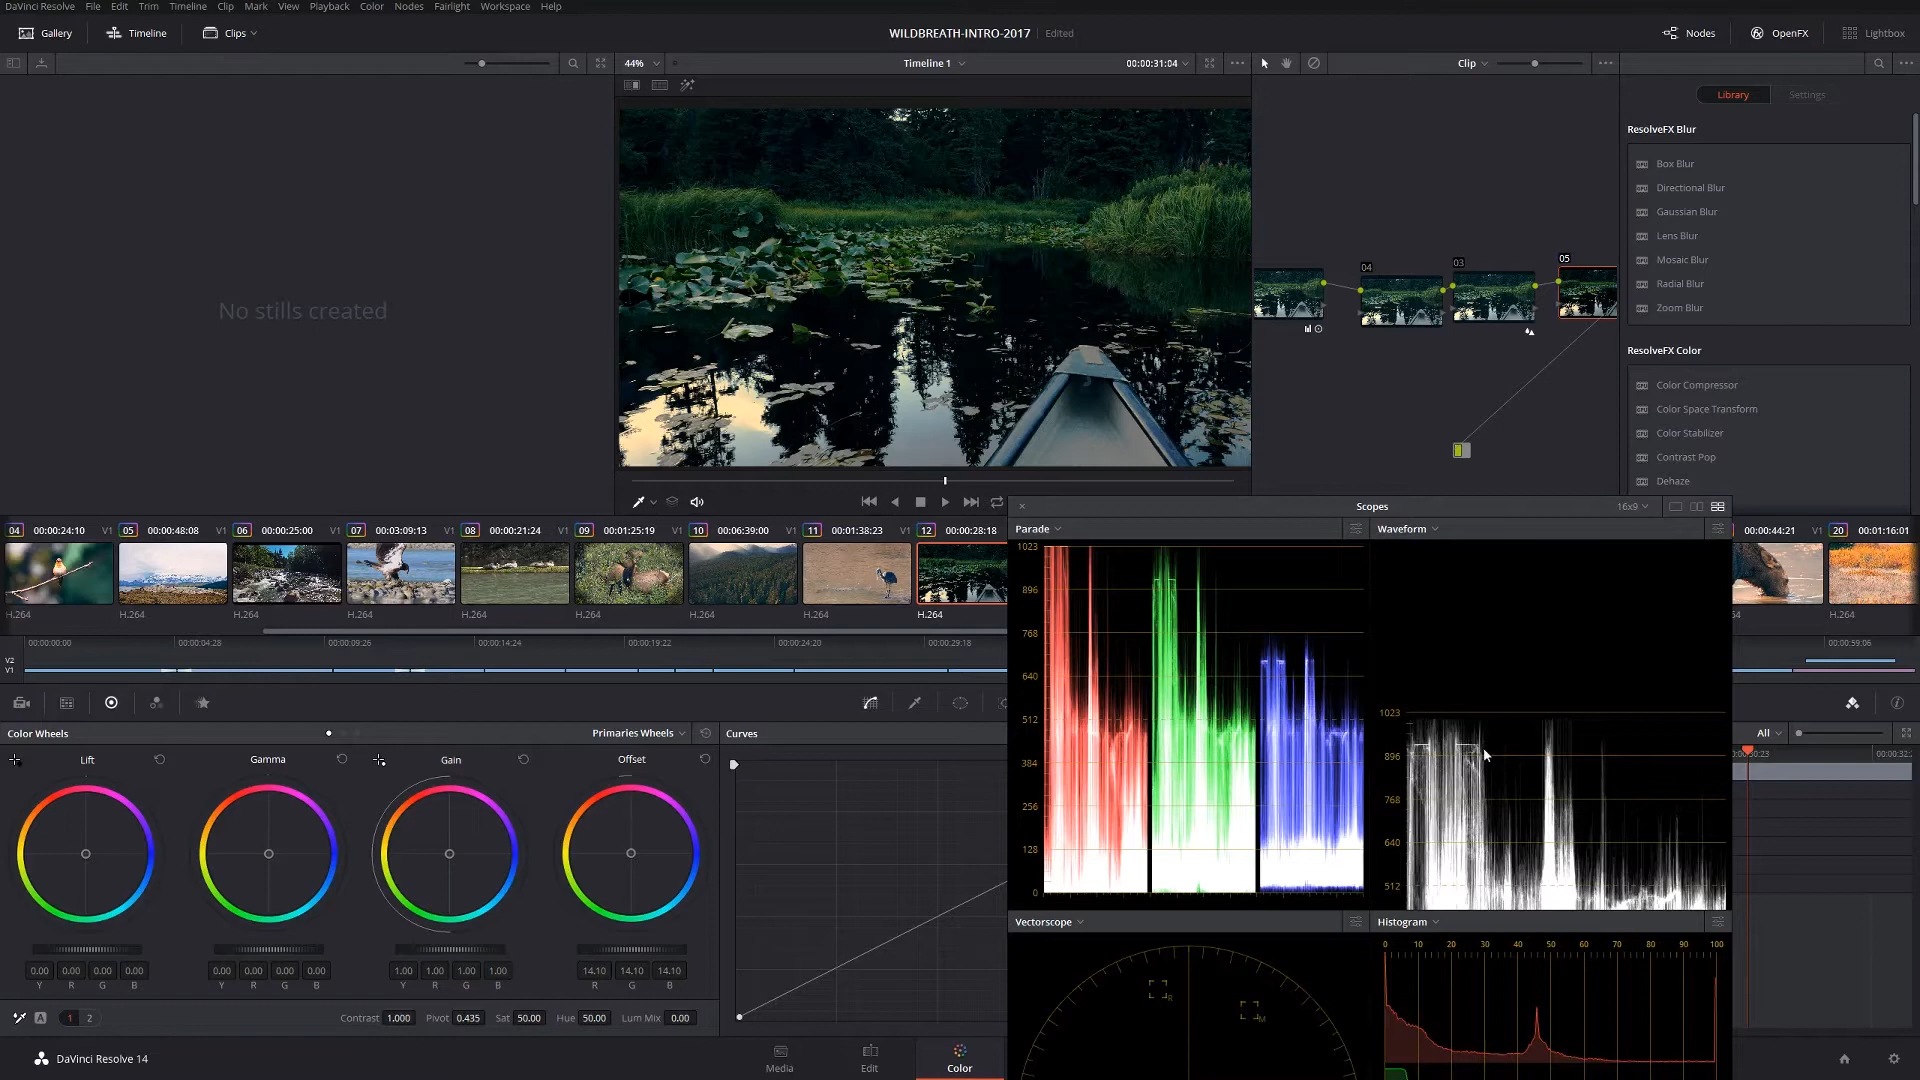 DaVinci Resolve File Edit Trim Timeline Clip Mark View Playback Color Nodes Fairlight Workspace Help
Gallery Timeline Clips WILDBREATH-INTRO-2017 Edited Nodes OpenFX Lightbox
44% Timeline 1 00:00:31:04 Clip
Library Settings
No stills created
04 03 05
ResolveFX Blur
Box Blur
Directional Blur
Gaussian Blur
Lens Blur
Mosaic Blur
Radial Blur
Zoom Blur
ResolveFX Color
Color Compressor
Color Space Transform
Color Stabilizer
Contrast Pop
Dehaze
04 00:00:24:10 V1 05 00:00:48:08 V1 06 00:00:25:00 V1 07 00:03:09:13 V1 08 00:00:21:24 V1 09 00:01:25:19 V1 10 00:06:39:00 V1 11 00:01:38:23 V1 12 00:00:28:18
H.264 H.264 H.264 H.264 H.264 H.264 H.264 H.264 H.264
00:00:44:21 V1 20 00:01:16:01
H.264
00:00:00:00 00:00:04:28 00:00:09:26 00:00:14:24 00:00:19:22 00:00:24:20 00:00:29:18 00:00:59:06
V2
V1
Scopes 16x9
Parade Waveform
1023
896
768
640
512
384
256
128
0
1023
896
768
640
512
Vectorscope Histogram
R M
0 10 20 30 40 50 60 70 80 90 100
Color Wheels Primaries Wheels Curves All
Lift Gamma Gain Offset
0.00 0.00 0.00 0.00 0.00 0.00 0.00 0.00 1.00 1.00 1.00 1.00 14.10 14.10 14.10
Y R G B Y R G B Y R G B R G B
A 1 2 Contrast 1.000 Pivot 0.435 Sat 50.00 Hue 50.00 Lum Mix 0.00
DaVinci Resolve 14 Media Edit Color